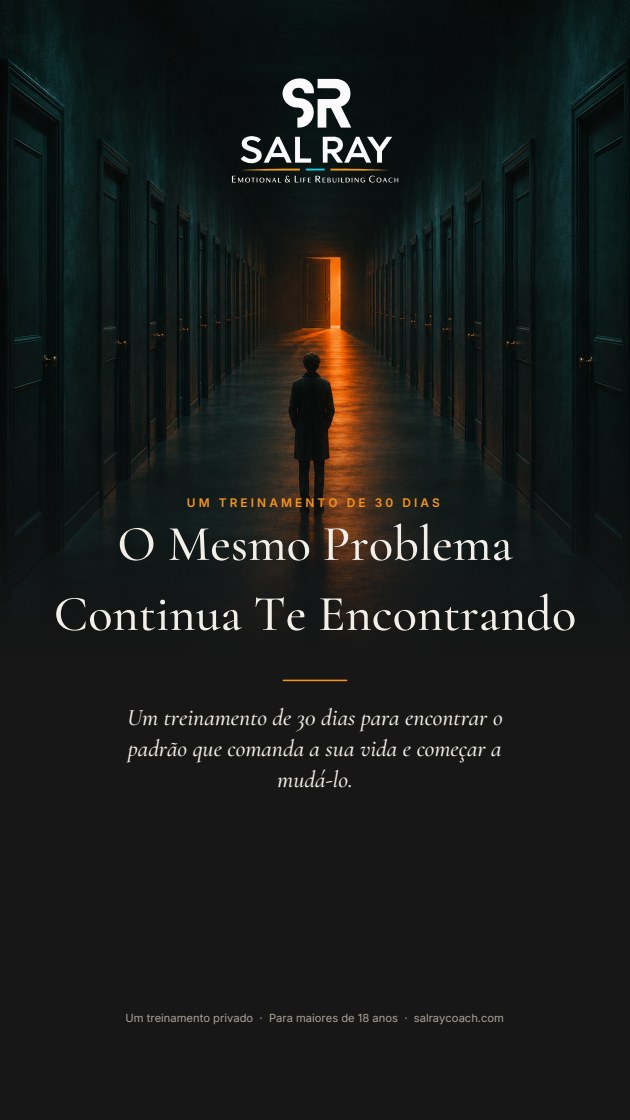 SR
SAL RAY
EMOTIONAL & LIFE REBUILDING COACH
UM TREINAMENTO DE 30 DIAS
O Mesmo Problema
Continua Te Encontrando
Um treinamento de 30 dias para encontrar o
padrão que comanda a sua vida e começar a
mudá-lo.
Um treinamento privado · Para maiores de 18 anos · salraycoach.com